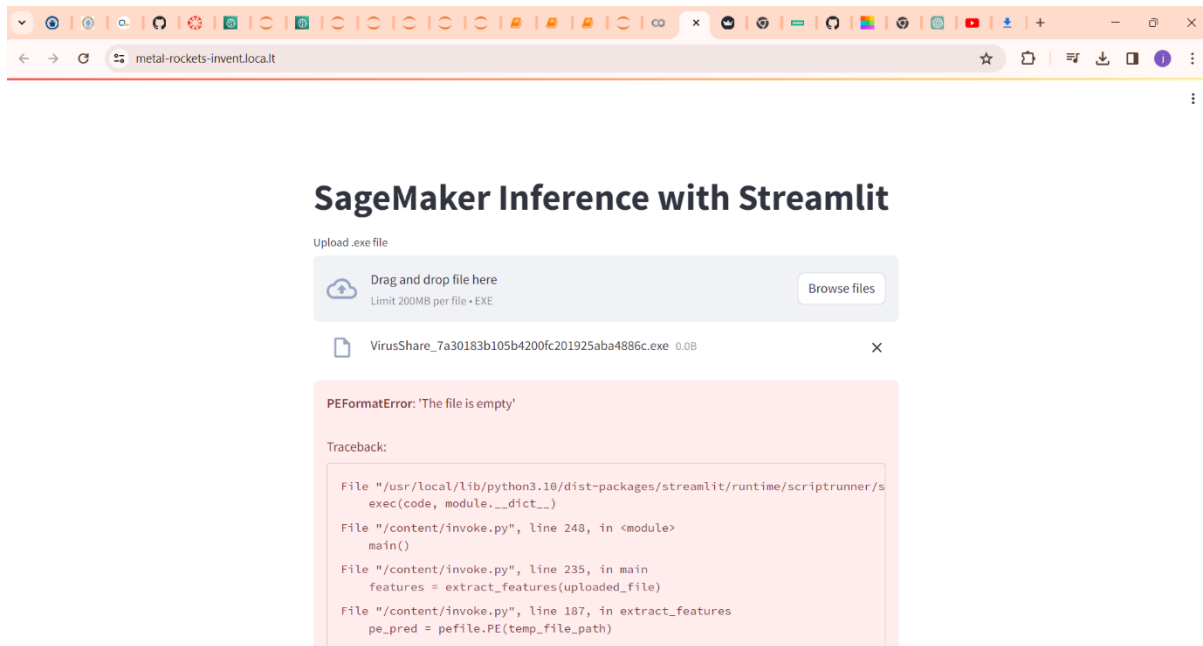 metal-rockets-invent.loca.lt
j
SageMaker Inference with Streamlit
Upload .exe file
Drag and drop file here
Limit 200MB per file • EXE
Browse files
VirusShare_7a30183b105b4200fc201925aba4886c.exe 0.0B
PEFormatError: 'The file is empty'
Traceback:
File "/usr/local/lib/python3.10/dist-packages/streamlit/runtime/scriptrunner/s
exec(code, module.__dict__)
File "/content/invoke.py", line 248, in <module>
main()
File "/content/invoke.py", line 235, in main
features = extract_features(uploaded_file)
File "/content/invoke.py", line 187, in extract_features
pe_pred = pefile.PE(temp_file_path)